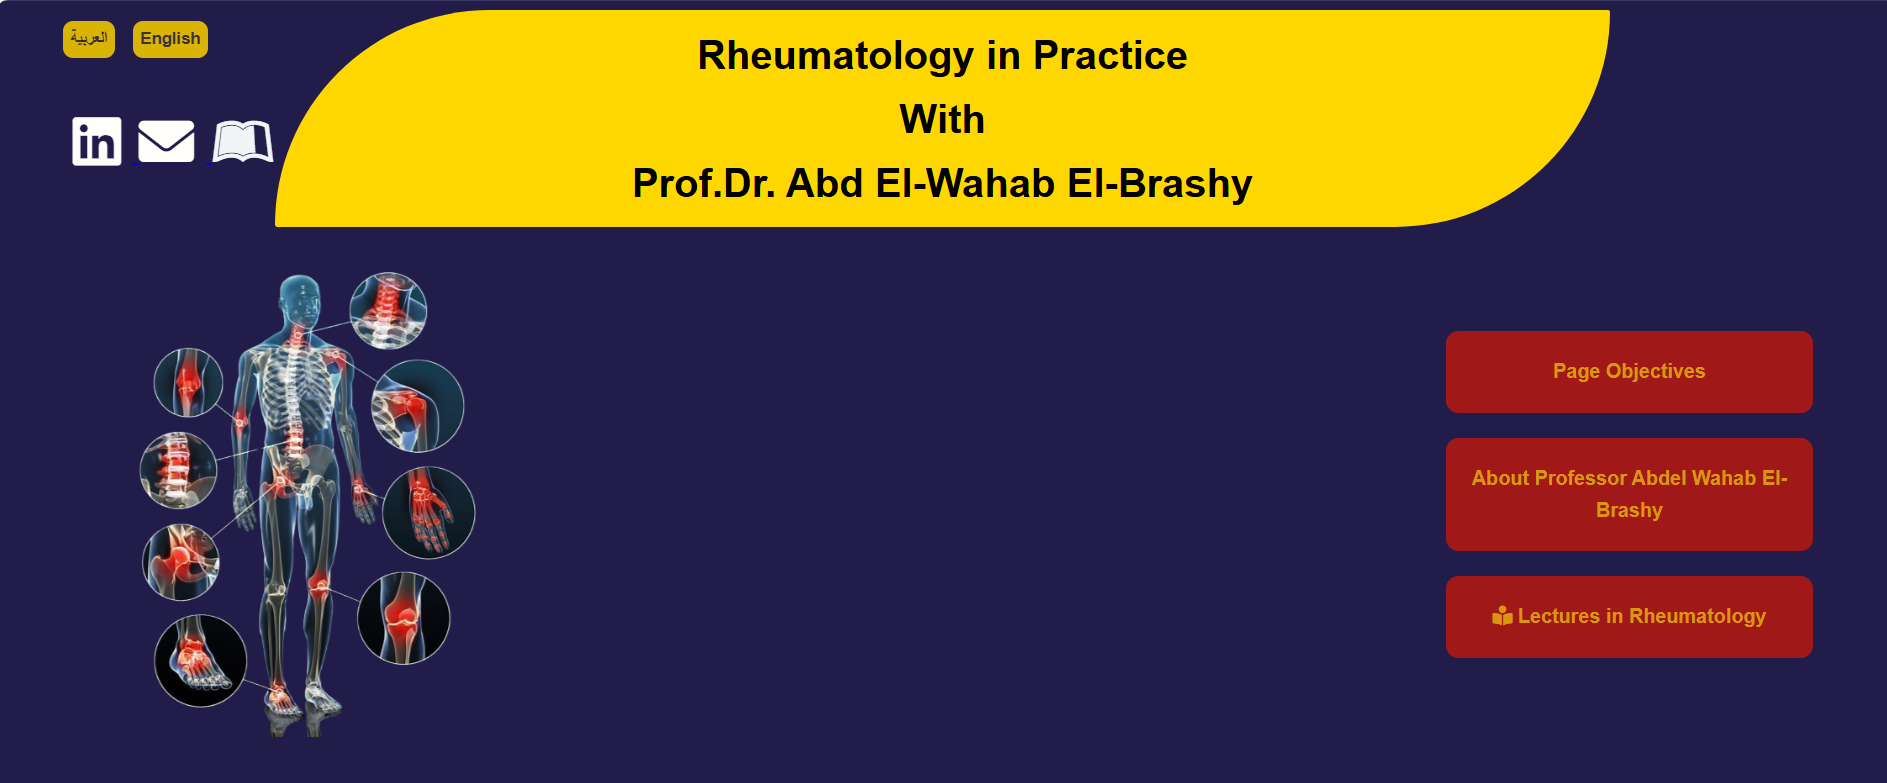 العربية
English
Rheumatology in Practice
With
Prof.Dr. Abd El-Wahab El-Brashy
in
Page Objectives
About Professor Abdel Wahab El-
Brashy
Lectures in Rheumatology